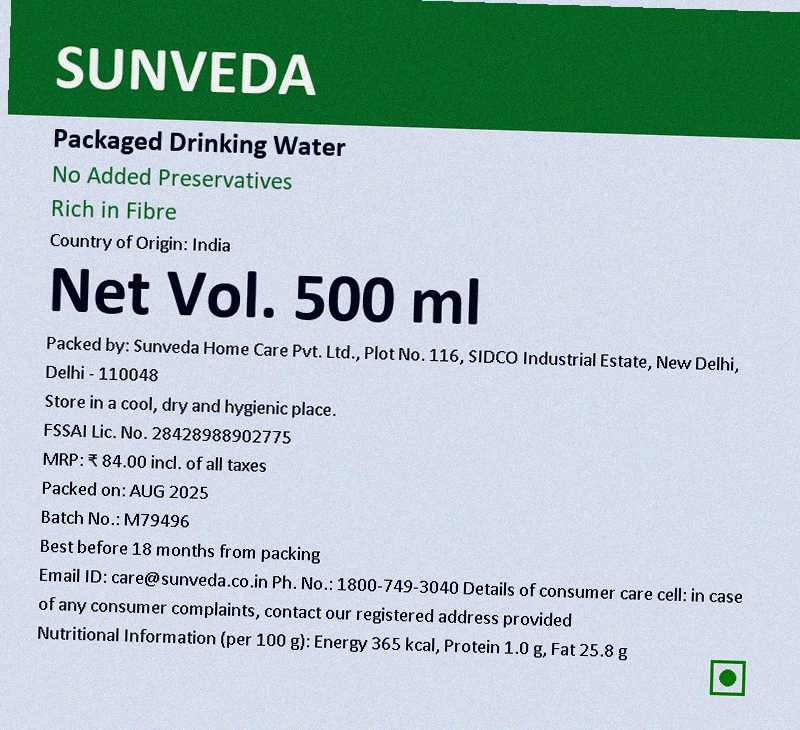 SUNVEDA
Packaged Drinking Water
No Added Preservatives
Rich in Fibre
Country of Origin: India
Net Vol. 500 ml
Packed by: Sunveda Home Care Pvt. Ltd., Plot No. 116, SIDCO Industrial Estate, New Delhi,
Delhi - 110048
Store in a cool, dry and hygienic place.
FSSAI Lic. No. 28428988902775
MRP: ₹ 84.00 incl. of all taxes
Packed on: AUG 2025
Batch No.: M79496
Best before 18 months from packing
Email ID: care@sunveda.co.in Ph. No.: 1800-749-3040 Details of consumer care cell: in case
of any consumer complaints, contact our registered address provided
Nutritional Information (per 100 g): Energy 365 kcal, Protein 1.0 g, Fat 25.8 g